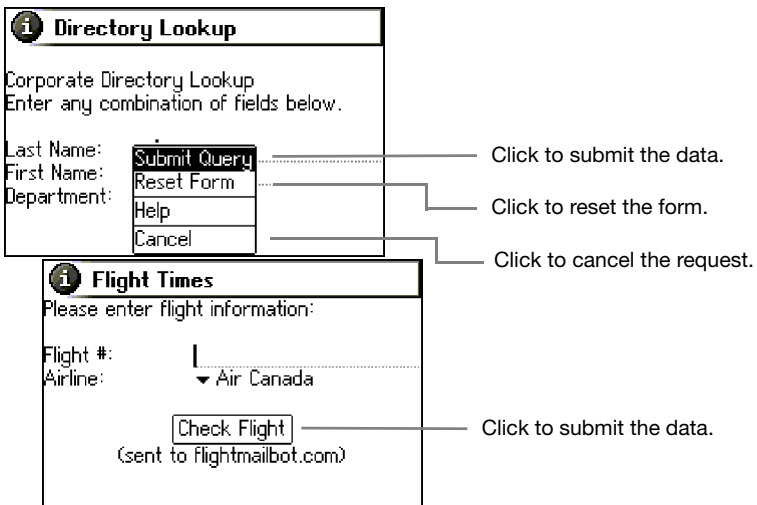 Directory Lookup
Corporate Directory Lookup
Enter any combination of fields below.
Last Name:
First Name:
Department:
Submit Query
Reset Form
Help
Cancel
Click to submit the data.
Click to reset the form.
Click to cancel the request.
Flight Times
Please enter flight information:
Flight #:
Airline:
Air Canada
Check Flight
(sent to flightmailbot.com)
Click to submit the data.